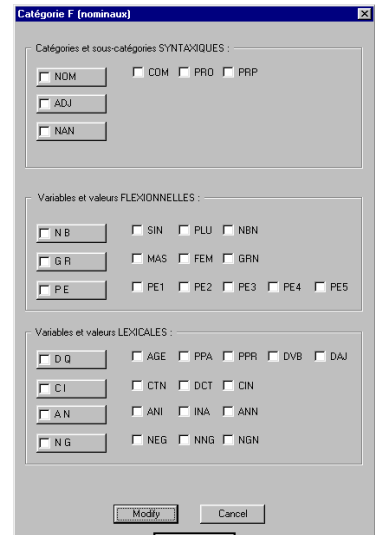 Catégorie F (nominaux)
Catégories et sous-catégories SYNTAXIQUES :
NOM COM PRO PRP
ADJ
NAN
Variables et valeurs FLEXIONNELLES :
N B SIN PLU NBN
G R MAS FEM GRN
P E PE1 PE2 PE3 PE4 PE5
Variables et valeurs LEXICALES :
D Q AGE PPA PPR DVB DAJ
C I CTN DCT CIN
A N ANI INA ANN
N G NEG NNG NGN
Modify Cancel